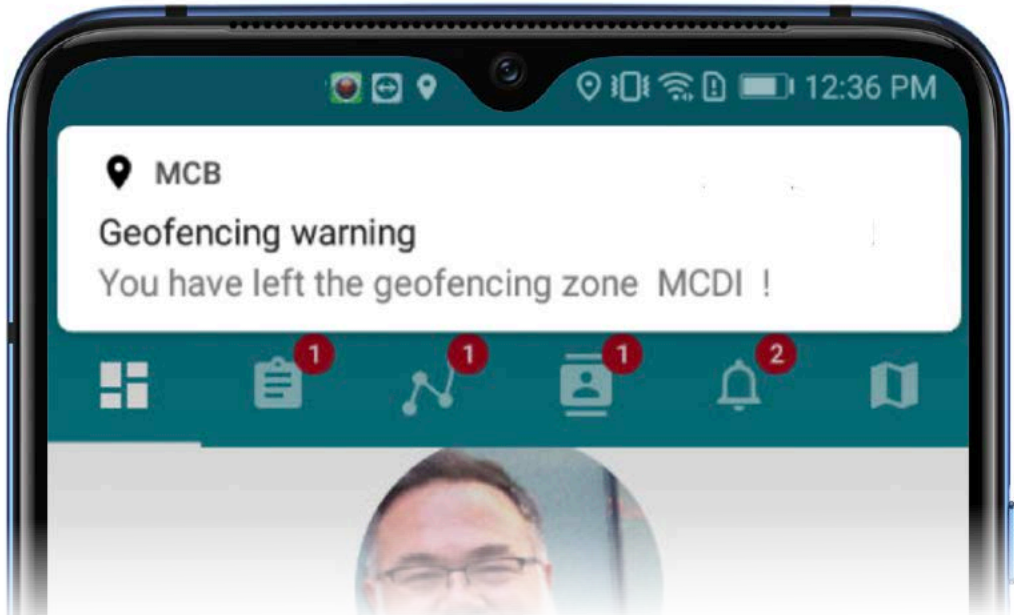 12:36 PM
MCB
Geofencing warning
You have left the geofencing zone MCDI !
1 1 1 2